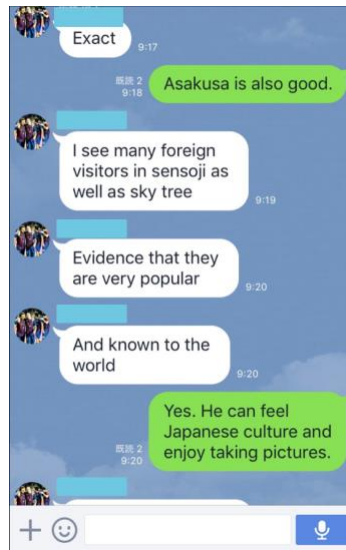 Exact
9:17
既読 2
9:18
Asakusa is also good.
I see many foreign
visitors in sensoji as
well as sky tree
9:19
Evidence that they
are very popular
9:20
And known to the
world
9:20
Yes. He can feel
Japanese culture and
enjoy taking pictures.
既読 2
9:20